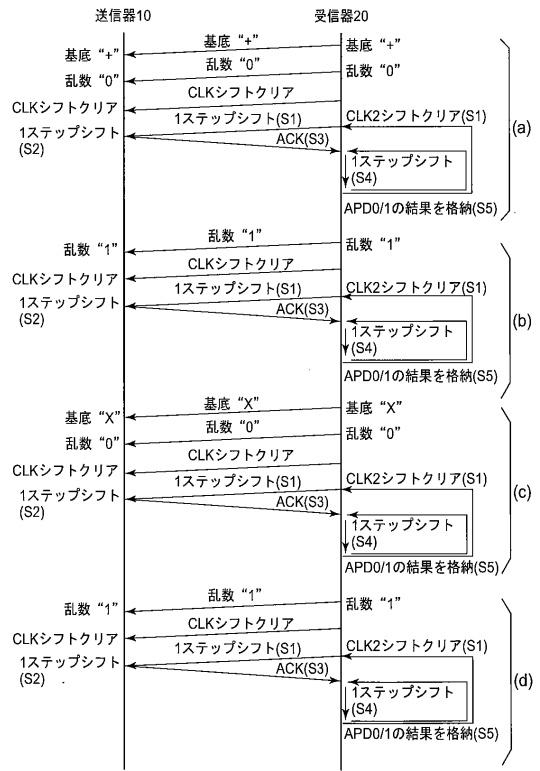 送信器10
受信器20
基底 “+”
基底 “+”
基底 “+”
乱数 “0”
乱数 “0”
乱数 “0”
CLKシフトクリア
CLKシフトクリア
1ステップシフト(S1)
CLK2シフトクリア(S1)
1ステップシフト
(S2)
ACK(S3)
1ステップシフト
(S4)
APD0/1の結果を格納(S5)
(a)
乱数 “1”
乱数 “1”
乱数 “1”
CLKシフトクリア
CLKシフトクリア
1ステップシフト(S1)
CLK2シフトクリア(S1)
1ステップシフト
(S2)
ACK(S3)
1ステップシフト
(S4)
APD0/1の結果を格納(S5)
(b)
基底 “X”
基底 “X”
基底 “X”
乱数 “0”
乱数 “0”
乱数 “0”
CLKシフトクリア
CLKシフトクリア
1ステップシフト(S1)
CLK2シフトクリア(S1)
1ステップシフト
(S2)
ACK(S3)
1ステップシフト
(S4)
APD0/1の結果を格納(S5)
(c)
乱数 “1”
乱数 “1”
乱数 “1”
CLKシフトクリア
CLKシフトクリア
1ステップシフト(S1)
CLK2シフトクリア(S1)
1ステップシフト
(S2)
ACK(S3)
1ステップシフト
(S4)
APD0/1の結果を格納(S5)
(d)